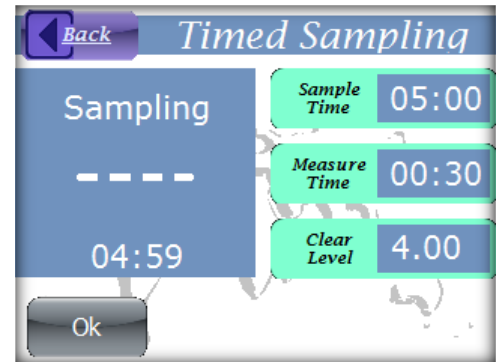 Back
Timed Sampling
Sampling
----
04:59
Sample
Time
05:00
Measure
Time
00:30
Clear
Level
4.00
Ok